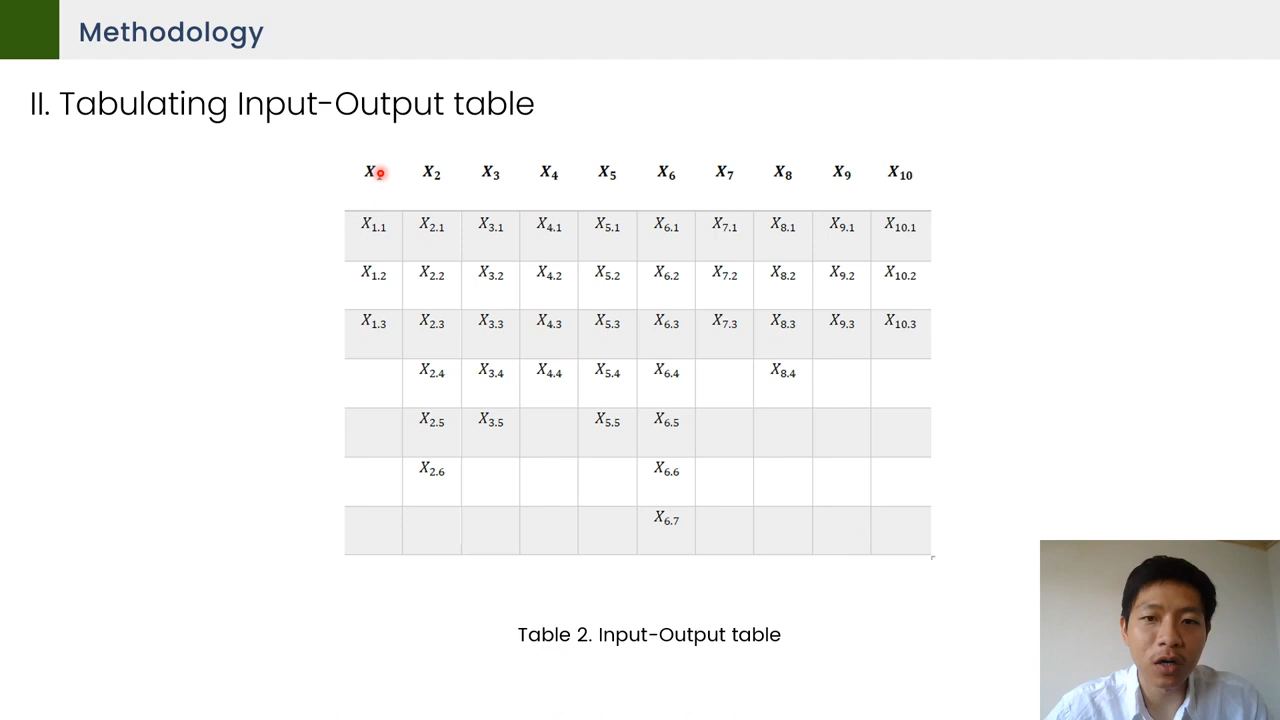 Methodology
II. Tabulating Input-Output table
X X₂ X₃ X₄ X₅ X₆ X₇ X₈ X₉ X₁₀
X₁.₁ X₂.₁ X₃.₁ X₄.₁ X₅.₁ X₆.₁ X₇.₁ X₈.₁ X₉.₁ X₁₀.₁
X₁.₂ X₂.₂ X₃.₂ X₄.₂ X₅.₂ X₆.₂ X₇.₂ X₈.₂ X₉.₂ X₁₀.₂
X₁.₃ X₂.₃ X₃.₃ X₄.₃ X₅.₃ X₆.₃ X₇.₃ X₈.₃ X₉.₃ X₁₀.₃
X₂.₄ X₃.₄ X₄.₄ X₅.₄ X₆.₄ X₈.₄
X₂.₅ X₃.₅ X₅.₅ X₆.₅
X₂.₆ X₆.₆
X₆.₇
Table 2. Input-Output table